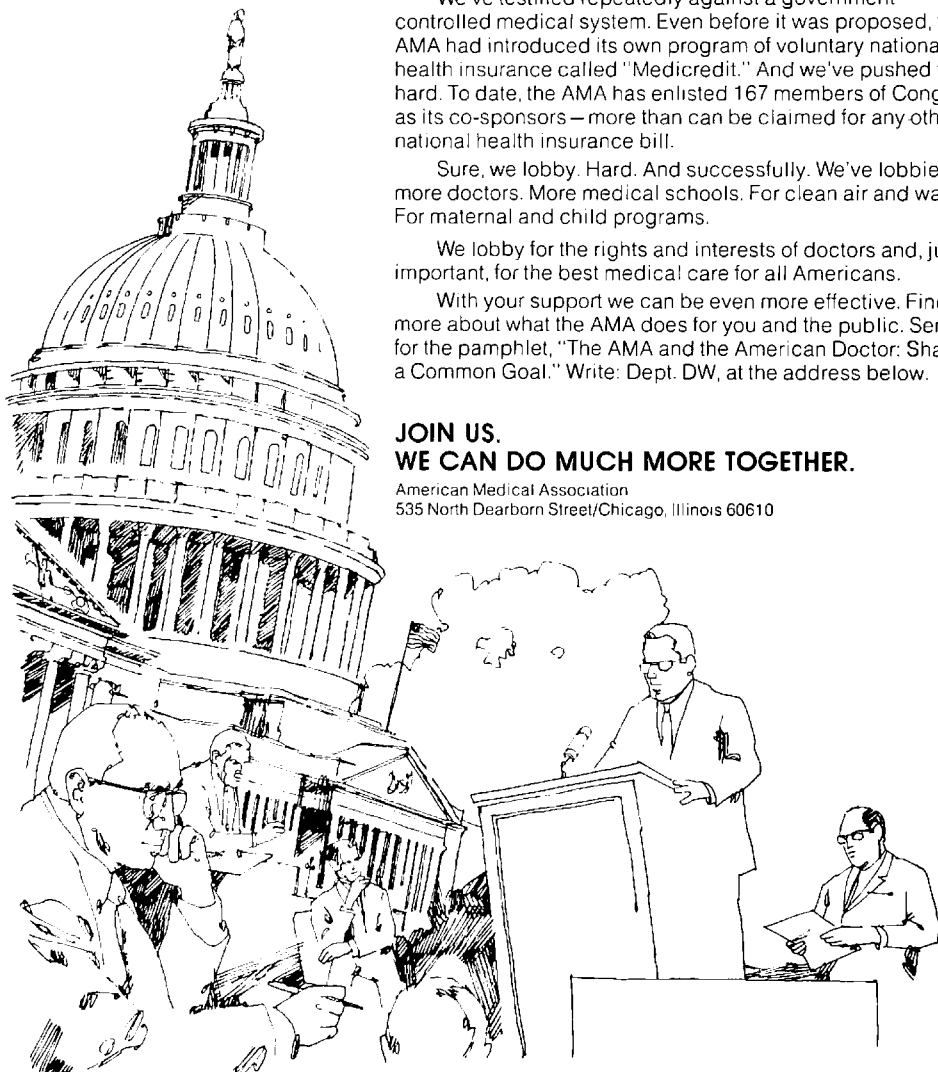 We've testified repeatedly against a government
controlled medical system. Even before it was proposed,
AMA had introduced its own program of voluntary nationa
health insurance called "Medicredit." And we've pushed
hard. To date, the AMA has enlisted 167 members of Cong
as its co-sponsors—more than can be claimed for any oth
national health insurance bill.
Sure, we lobby. Hard. And successfully. We've lobbie
more doctors. More medical schools. For clean air and wa
For maternal and child programs.
We lobby for the rights and interests of doctors and, ju
important, for the best medical care for all Americans.
With your support we can be even more effective. Fin
more about what the AMA does for you and the public. Se
for the pamphlet, "The AMA and the American Doctor: Sha
a Common Goal." Write: Dept. DW, at the address below.
JOIN US.
WE CAN DO MUCH MORE TOGETHER.
American Medical Association
535 North Dearborn Street/Chicago, Illinois 60610